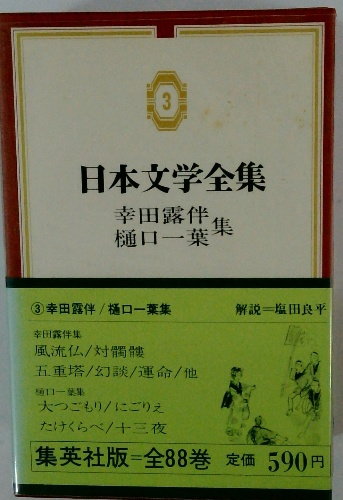 3
日本文学全集
幸田露伴
樋口一葉
集
③幸田露伴/樋口一葉集 解説=塩田良平
幸田露伴集
風流仏/対髑髏
五重塔/幻談/運命/他
樋口一葉集
大つごもり/にごりえ
たけくらべ/十三夜
集英社版=全88巻 定価 590円